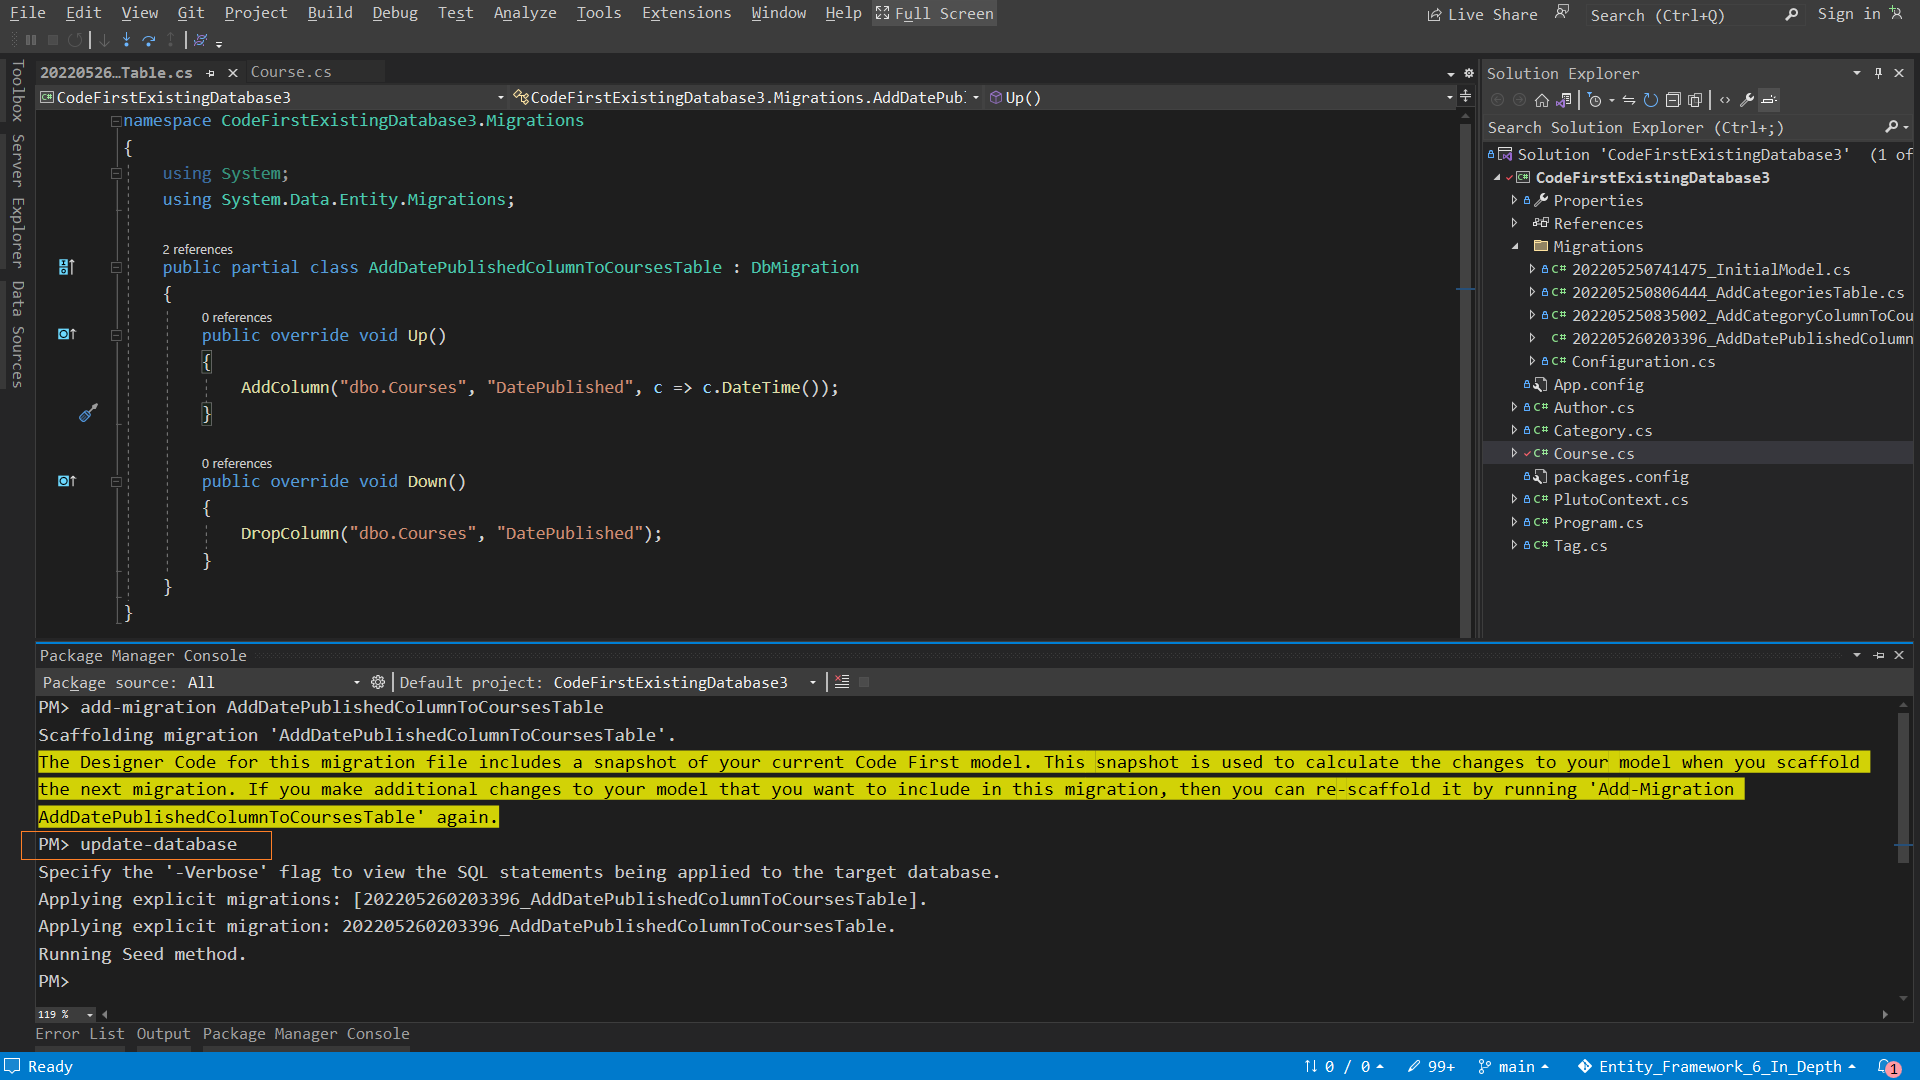 File Edit View Git Project Build Debug Test Analyze Tools Extensions Window Help Full Screen Live Share Search (Ctrl+Q) Sign in
20220526…Table.cs Course.cs
CodeFirstExistingDatabase3 CodeFirstExistingDatabase3.Migrations.AddDatePub Up()
namespace CodeFirstExistingDatabase3.Migrations
{
using System;
using System.Data.Entity.Migrations;
2 references
public partial class AddDatePublishedColumnToCoursesTable : DbMigration
{
0 references
public override void Up()
{
AddColumn("dbo.Courses", "DatePublished", c => c.DateTime());
}
0 references
public override void Down()
{
DropColumn("dbo.Courses", "DatePublished");
}
}
}
Toolbox
Server Explorer
Data Sources
Solution Explorer
Search Solution Explorer (Ctrl+;)
Solution 'CodeFirstExistingDatabase3' (1 of
CodeFirstExistingDatabase3
Properties
References
Migrations
202205250741475_InitialModel.cs
202205250806444_AddCategoriesTable.cs
202205250835002_AddCategoryColumnToCou
202205260203396_AddDatePublishedColumn
Configuration.cs
App.config
Author.cs
Category.cs
Course.cs
packages.config
PlutoContext.cs
Program.cs
Tag.cs
Package Manager Console
Package source: All Default project: CodeFirstExistingDatabase3
PM> add-migration AddDatePublishedColumnToCoursesTable
Scaffolding migration 'AddDatePublishedColumnToCoursesTable'.
The Designer Code for this migration file includes a snapshot of your current Code First model. This snapshot is used to calculate the changes to your model when you scaffold
the next migration. If you make additional changes to your model that you want to include in this migration, then you can re-scaffold it by running 'Add-Migration
AddDatePublishedColumnToCoursesTable' again.
PM> update-database
Specify the '-Verbose' flag to view the SQL statements being applied to the target database.
Applying explicit migrations: [202205260203396_AddDatePublishedColumnToCoursesTable].
Applying explicit migration: 202205260203396_AddDatePublishedColumnToCoursesTable.
Running Seed method.
PM>
119 %
Error List Output Package Manager Console
Ready 0 / 0 99+ main Entity_Framework_6_In_Depth 1